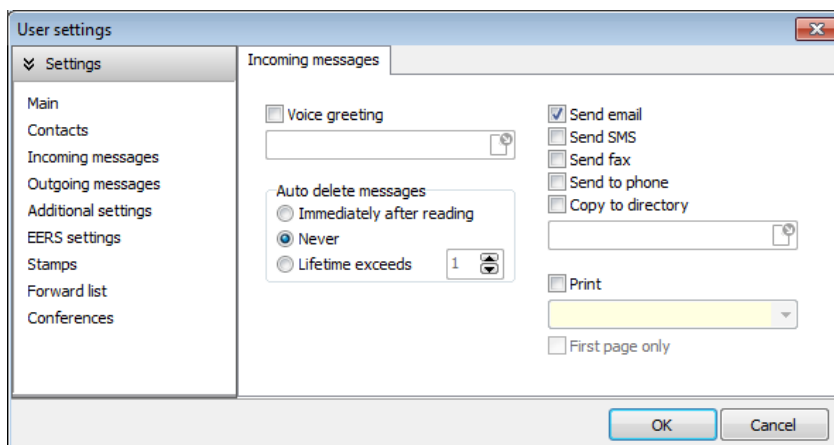 User settings
Settings
Main
Contacts
Incoming messages
Outgoing messages
Additional settings
EERS settings
Stamps
Forward list
Conferences
Incoming messages
Voice greeting
Auto delete messages
Immediately after reading
Never
Lifetime exceeds
1
Send email
Send SMS
Send fax
Send to phone
Copy to directory
Print
First page only
OK
Cancel